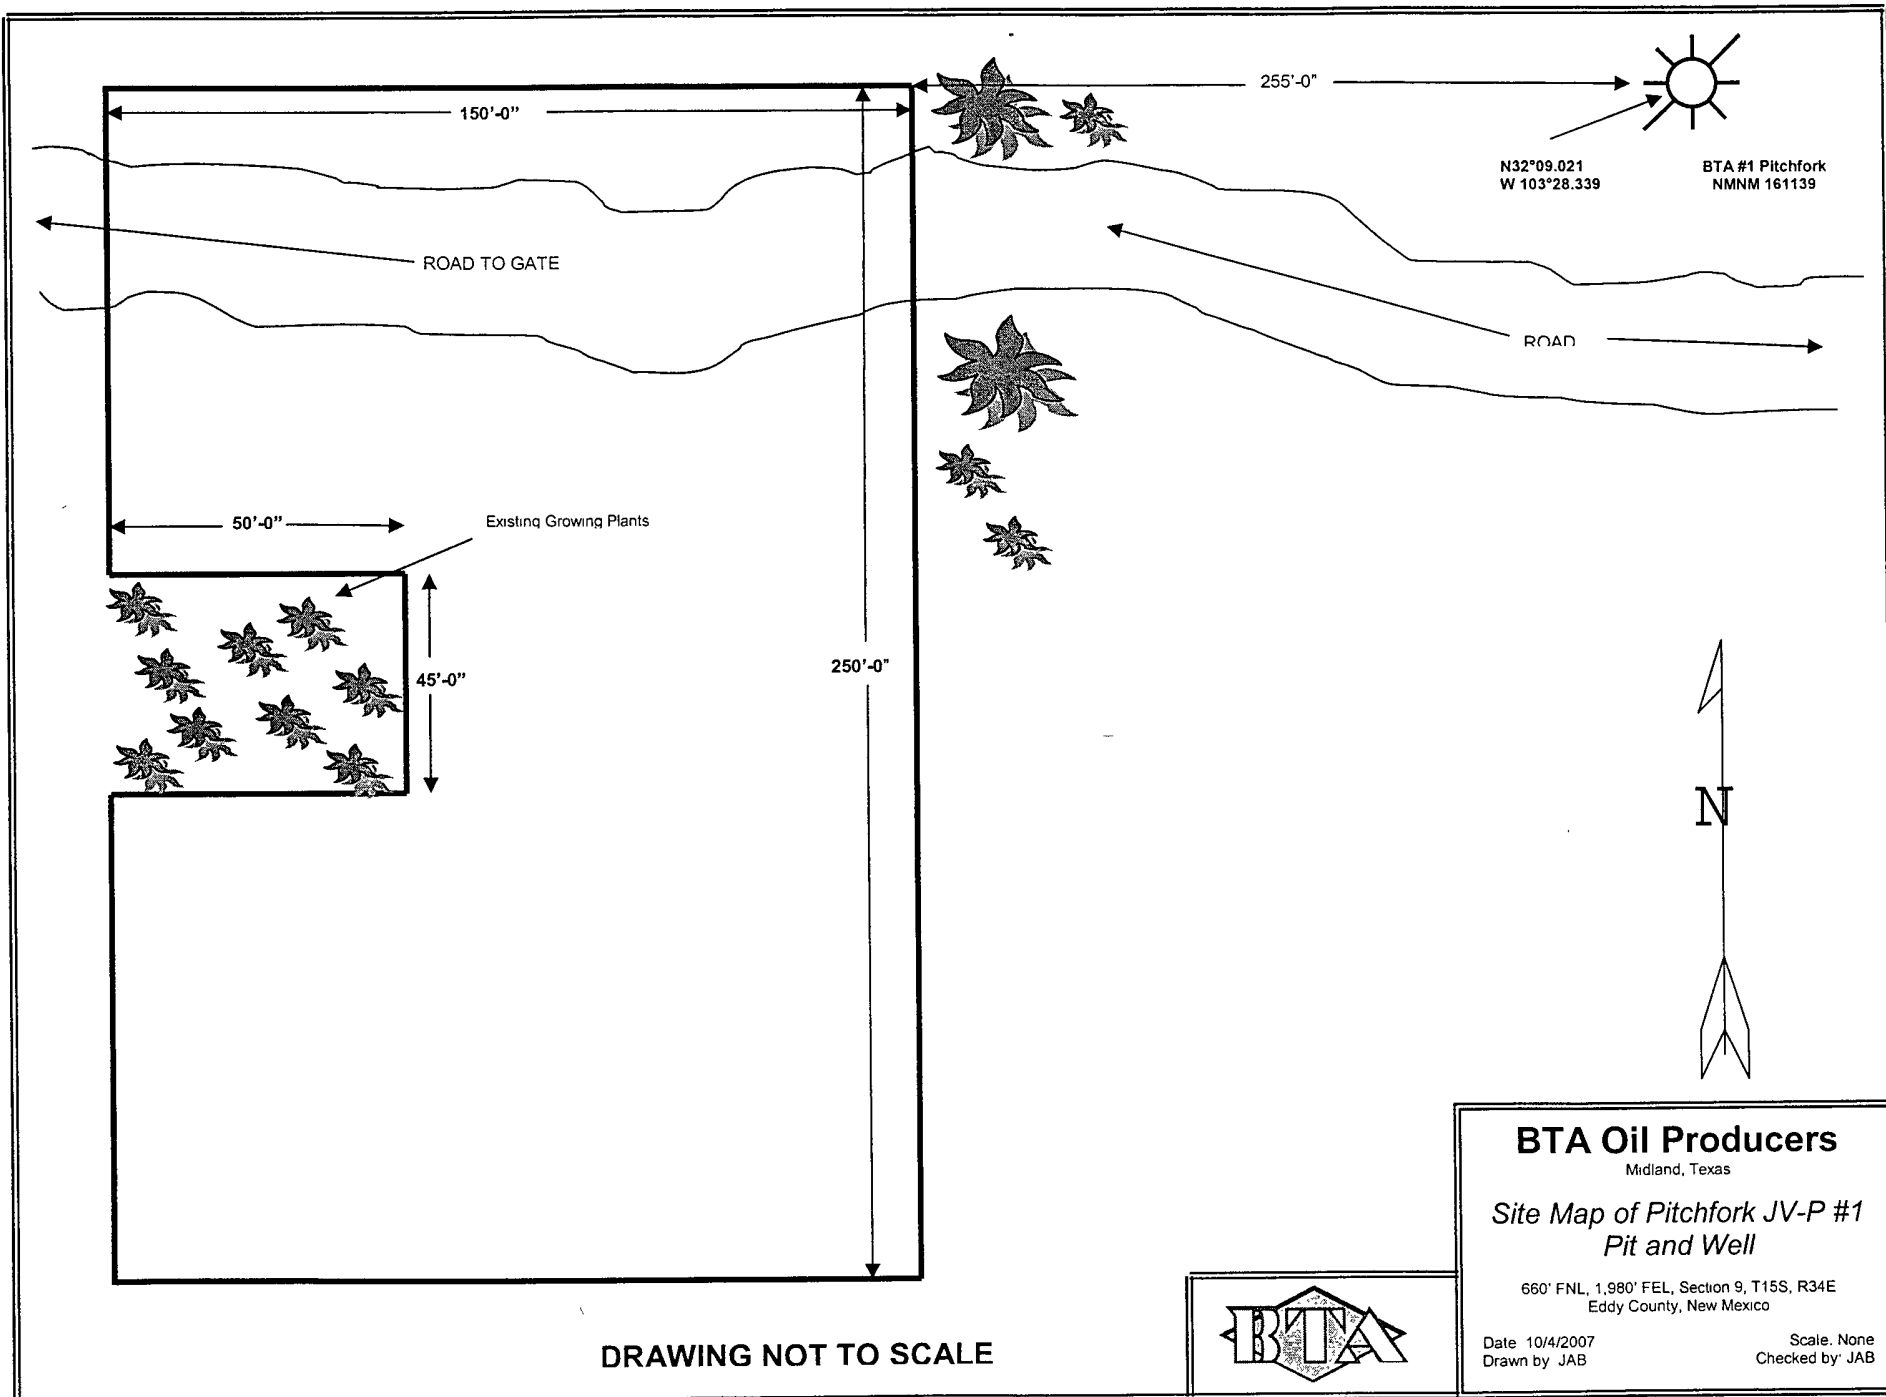 255'-0"
150'-0"
N32°09.021
W 103°28.339
BTA #1 Pitchfork
NMNM 161139
ROAD TO GATE
ROAD
50'-0"
Existing Growing Plants
45'-0"
250'-0"
N
BTA Oil Producers
Midland, Texas
Site Map of Pitchfork JV-P #1
Pit and Well
660' FNL, 1,980' FEL, Section 9, T15S, R34E
Eddy County, New Mexico
Date 10/4/2007
Scale. None
Drawn by JAB
Checked by' JAB
BTA
DRAWING NOT TO SCALE